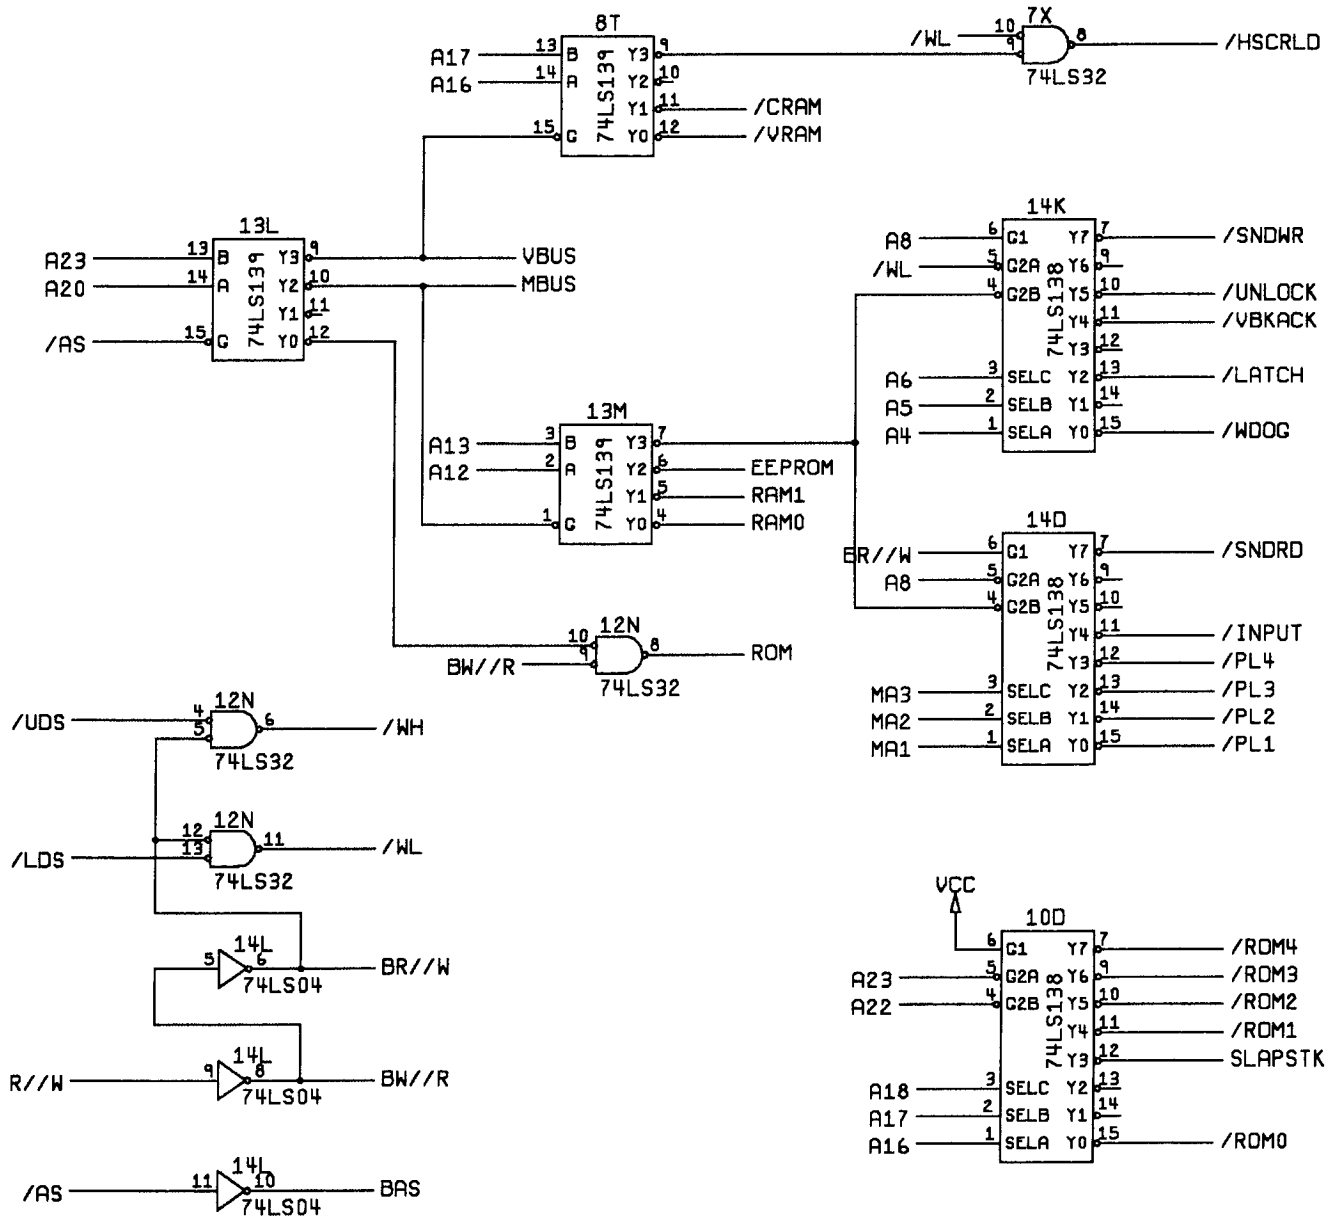 8T
A17 13 B Y3 9
A16 14 A Y2 10
Y1 11 /CRAM
15 G Y0 12 /VRAM
74LS139
7X
/WL 10
9
8 /HSCRLD
74LS32
13L
A23 13 B Y3 9 VBUS
A20 14 A Y2 10 MBUS
Y1 11
/AS 15 G Y0 12
74LS139
14K
A8 6 G1 Y7 7 /SNDWR
/WL 5 G2A Y6 9
4 G2B Y5 10 /UNLOCK
Y4 11 /VBKACK
Y3 12
A6 3 SELC Y2 13 /LATCH
A5 2 SELB Y1 14
A4 1 SELA Y0 15 /WDOG
74LS138
13M
A13 3 B Y3 7
A12 2 A Y2 6 EEPROM
Y1 5 RAM1
1 G Y0 4 RAM0
74LS139
14D
BR//W 6 G1 Y7 7 /SNDRD
A8 5 G2A Y6 9
4 G2B Y5 10
Y4 11 /INPUT
Y3 12 /PL4
MA3 3 SELC Y2 13 /PL3
MA2 2 SELB Y1 14 /PL2
MA1 1 SELA Y0 15 /PL1
74LS138
12N
10
BW//R 9
8 ROM
74LS32
12N
/UDS 4
5
6 /WH
74LS32
12N
12
/LDS 13
11 /WL
74LS32
14L
5 6 BR//W
74LS04
14L
R//W 9 8 BW//R
74LS04
14L
/AS 11 10 BAS
74LS04
VCC
10D
6 G1 Y7 7 /ROM4
A23 5 G2A Y6 9 /ROM3
A22 4 G2B Y5 10 /ROM2
Y4 11 /ROM1
Y3 12 SLAPSTK
A18 3 SELC Y2 13
A17 2 SELB Y1 14
A16 1 SELA Y0 15 /ROM0
74LS138